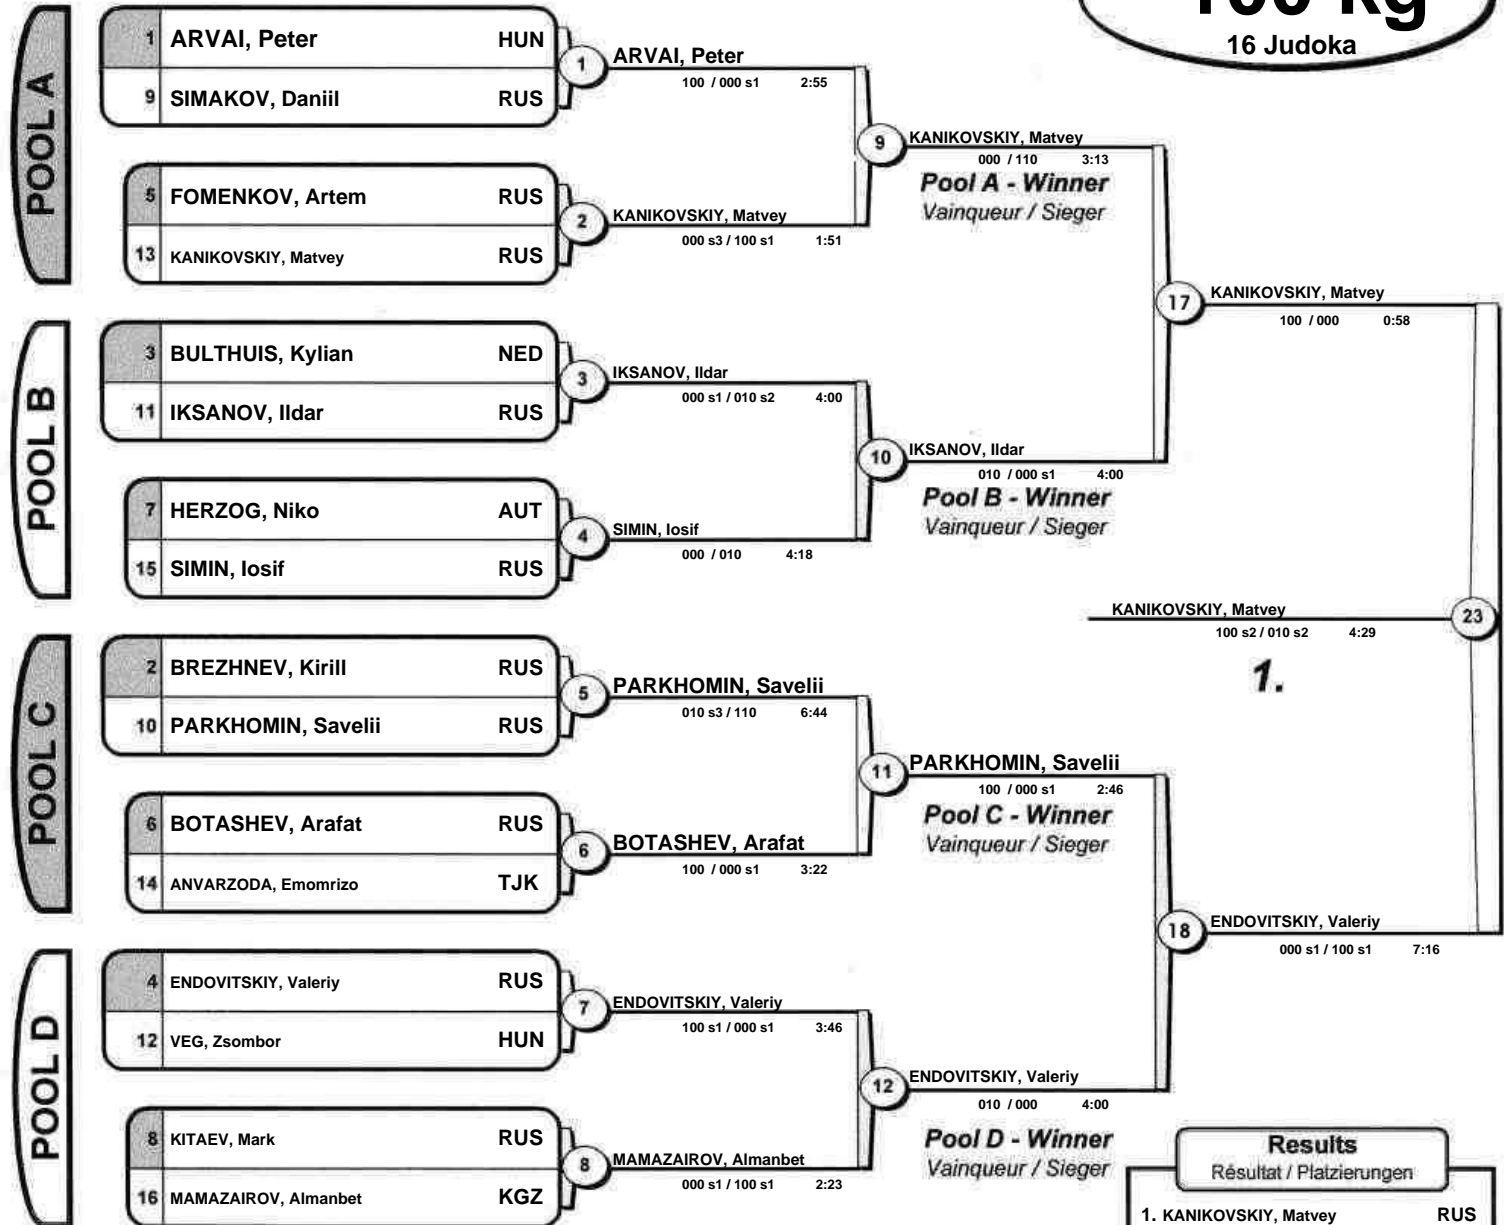 100 kg
16 Judoka
POOL A
1 ARVAI, Peter HUN
9 SIMAKOV, Daniil RUS
1
ARVAI, Peter
100 / 000 s1 2:55
5 FOMENKOV, Artem RUS
13 KANIKOVSKIY, Matvey RUS
2
KANIKOVSKIY, Matvey
000 s3 / 100 s1 1:51
9
KANIKOVSKIY, Matvey
000 / 110 3:13
Pool A - Winner
Vainqueur / Sieger
POOL B
3 BULTHUIS, Kylian NED
11 IKSANOV, Ildar RUS
3
IKSANOV, Ildar
000 s1 / 010 s2 4:00
7 HERZOG, Niko AUT
15 SIMIN, Iosif RUS
4
SIMIN, Iosif
000 / 010 4:18
10
IKSANOV, Ildar
010 / 000 s1 4:00
Pool B - Winner
Vainqueur / Sieger
17
KANIKOVSKIY, Matvey
100 / 000 0:58
POOL C
2 BREZHNEV, Kirill RUS
10 PARKHOMIN, Savelii RUS
5
PARKHOMIN, Savelii
010 s3 / 110 6:44
6 BOTASHEV, Arafat RUS
14 ANVARZODA, Emomrizo TJK
6
BOTASHEV, Arafat
100 / 000 s1 3:22
11
PARKHOMIN, Savelii
100 / 000 s1 2:46
Pool C - Winner
Vainqueur / Sieger
POOL D
4 ENDOVITSKIY, Valeriy RUS
12 VEG, Zsombor HUN
7
ENDOVITSKIY, Valeriy
100 s1 / 000 s1 3:46
8 KITAEV, Mark RUS
16 MAMAZAIROV, Almanbet KGZ
8
MAMAZAIROV, Almanbet
000 s1 / 100 s1 2:23
12
ENDOVITSKIY, Valeriy
010 / 000 4:00
Pool D - Winner
Vainqueur / Sieger
18
ENDOVITSKIY, Valeriy
000 s1 / 100 s1 7:16
23
KANIKOVSKIY, Matvey
100 s2 / 010 s2 4:29
1.
Results
Résultat / Platzierungen
1. KANIKOVSKIY, Matvey RUS